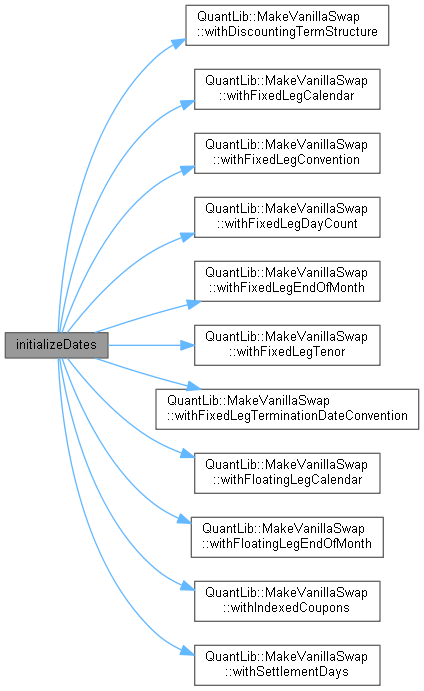 QuantLib::MakeVanillaSwap
::withDiscountingTermStructure
QuantLib::MakeVanillaSwap
::withFixedLegCalendar
QuantLib::MakeVanillaSwap
::withFixedLegConvention
QuantLib::MakeVanillaSwap
::withFixedLegDayCount
QuantLib::MakeVanillaSwap
::withFixedLegEndOfMonth
initializeDates
QuantLib::MakeVanillaSwap
::withFixedLegTenor
QuantLib::MakeVanillaSwap
::withFixedLegTerminationDateConvention
QuantLib::MakeVanillaSwap
::withFloatingLegCalendar
QuantLib::MakeVanillaSwap
::withFloatingLegEndOfMonth
QuantLib::MakeVanillaSwap
::withIndexedCoupons
QuantLib::MakeVanillaSwap
::withSettlementDays